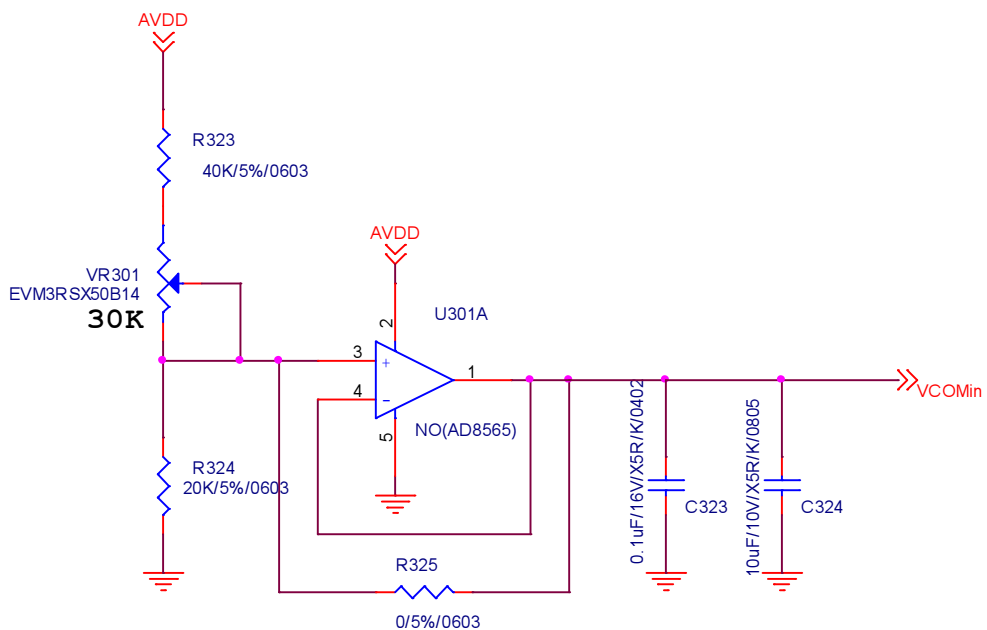 AVDD
R323
40K/5%/0603
VR301
EVM3RSX50B14
30K
AVDD
U301A
2
3
+
4
-
1
5
NO(AD8565)
VCOMin
R324
20K/5%/0603
0.1uF/16V/X5R/K/0402
C323
10uF/10V/X5R/K/0805
C324
R325
0/5%/0603